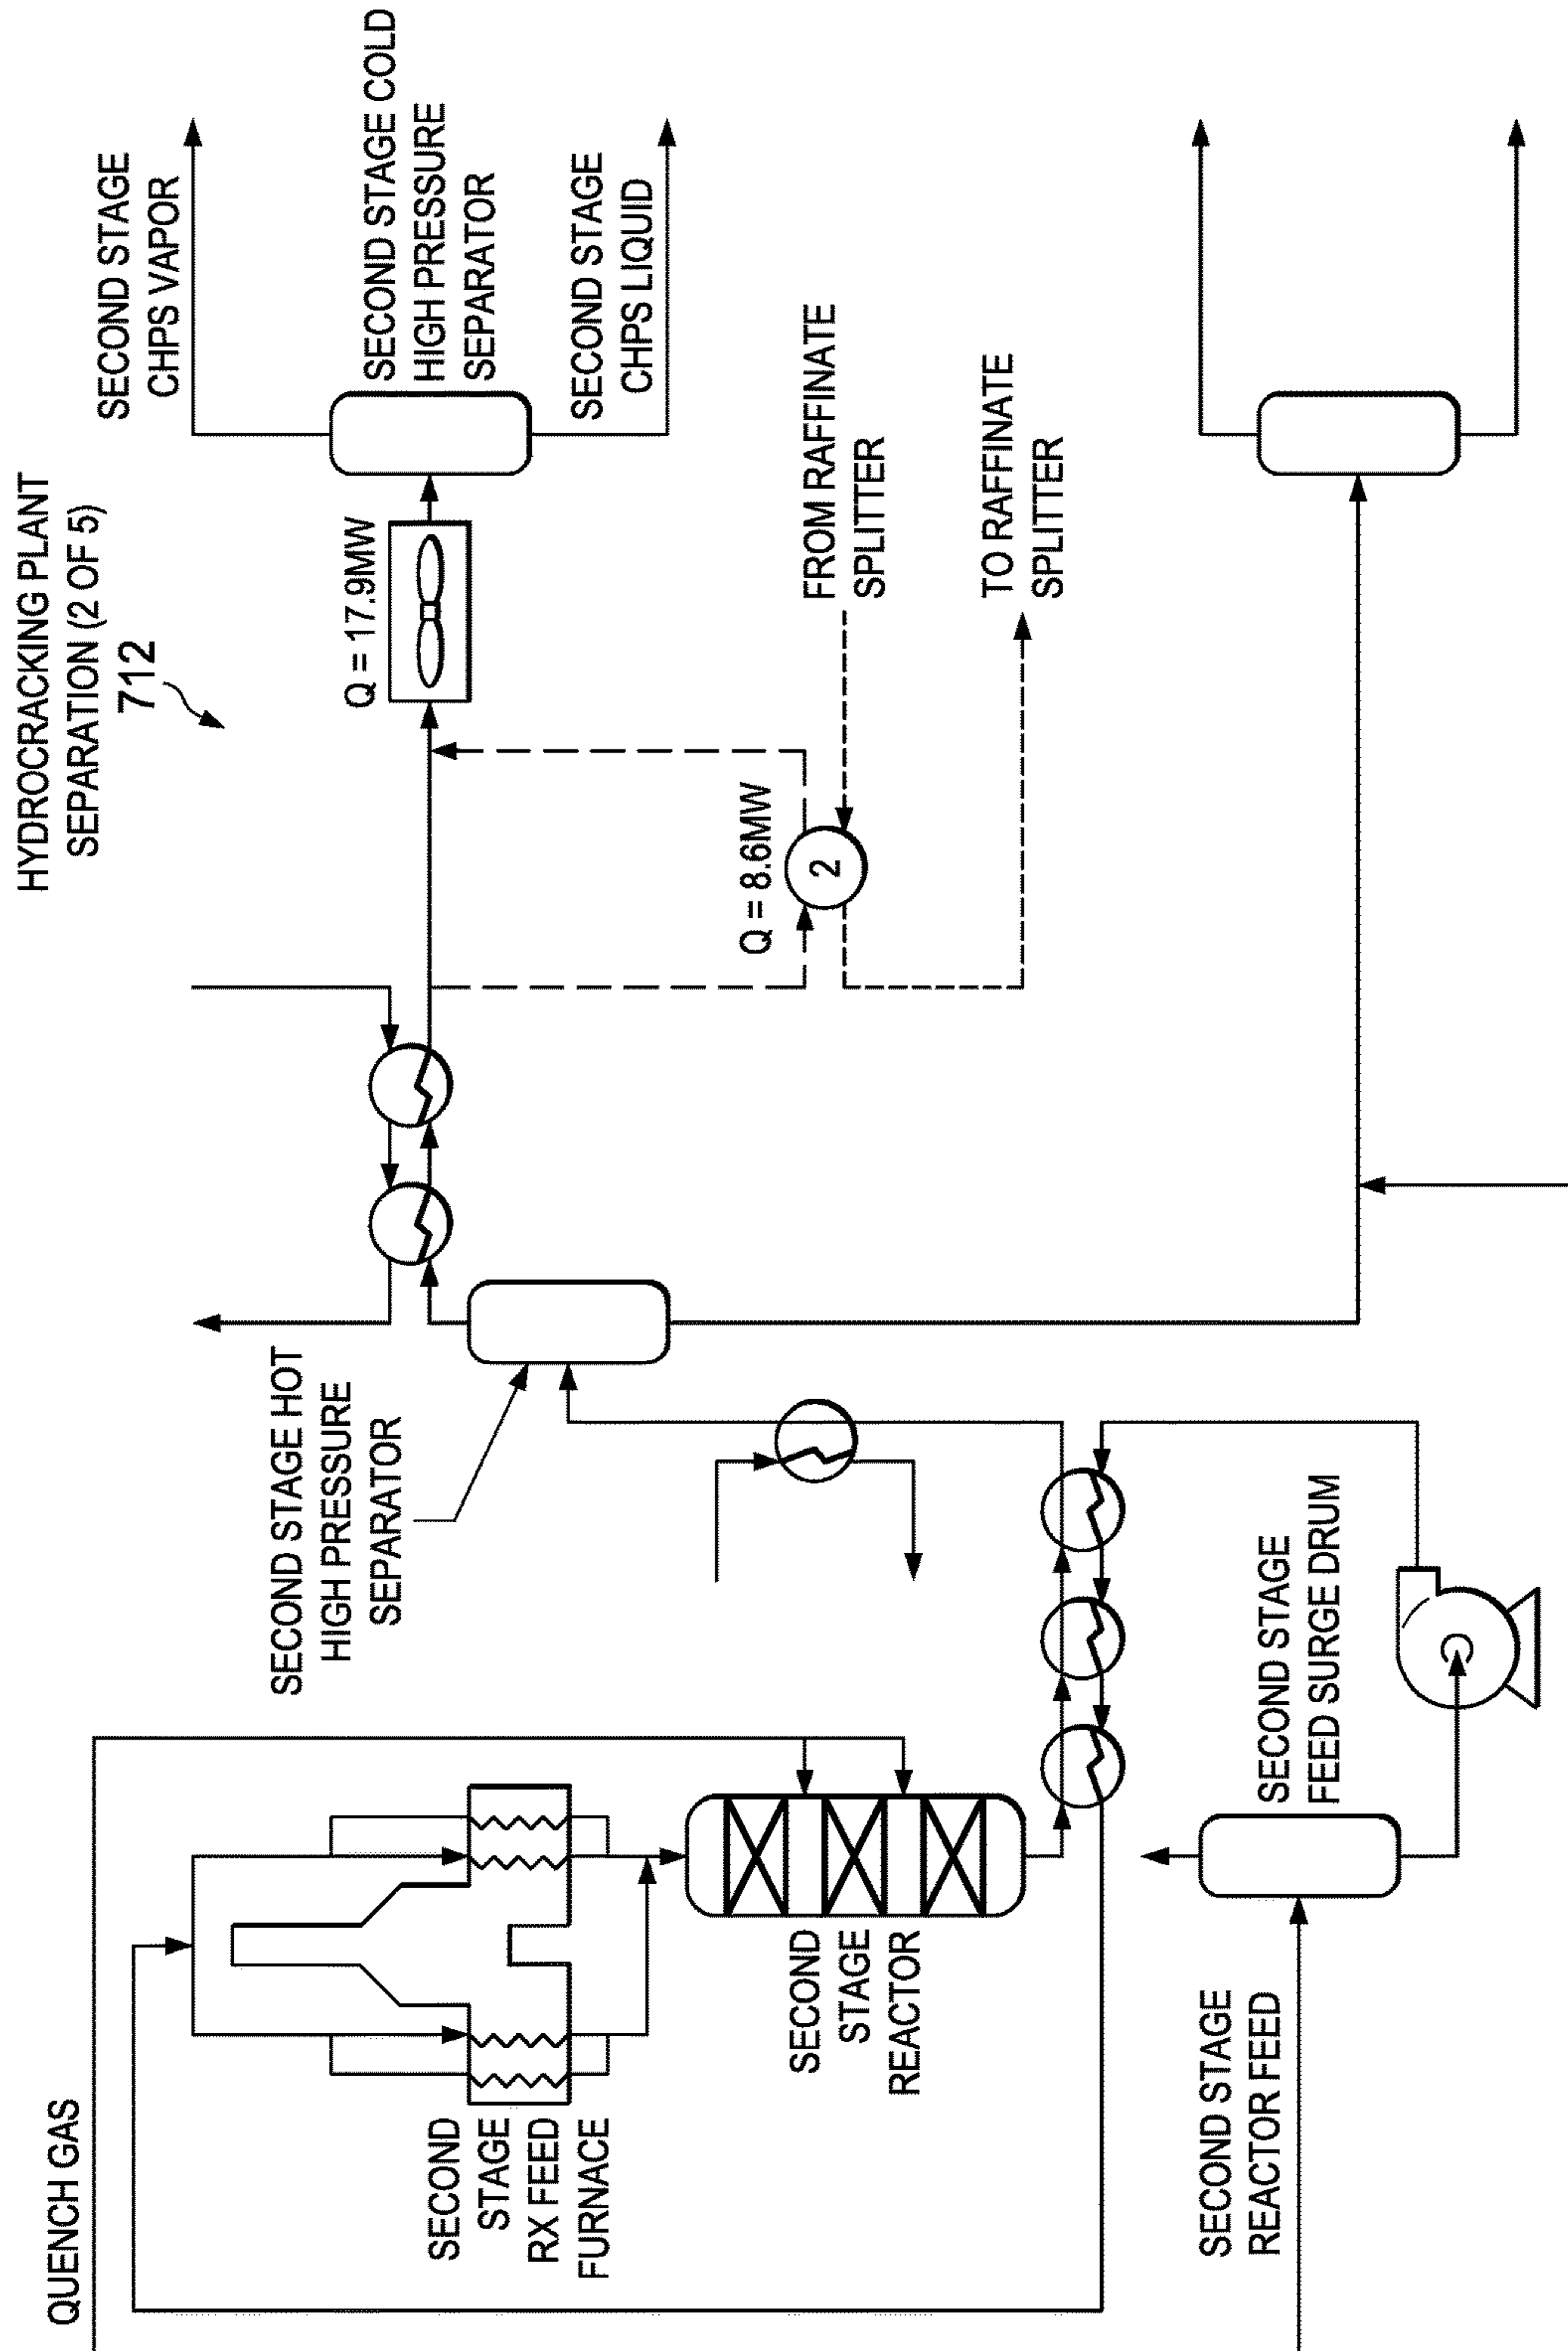 HYDROCRACKING PLANT
SEPARATION (2 OF 5)
712
QUENCH GAS
SECOND
STAGE
RX FEED
FURNACE
SECOND
STAGE
REACTOR
SECOND STAGE
REACTOR FEED
SECOND STAGE
FEED SURGE DRUM
SECOND STAGE HOT
HIGH PRESSURE
SEPARATOR
Q = 8.6MW
2
Q = 17.9MW
FROM RAFFINATE
SPLITTER
TO RAFFINATE
SPLITTER
SECOND STAGE
CHPS VAPOR
SECOND STAGE COLD
HIGH PRESSURE
SEPARATOR
SECOND STAGE
CHPS LIQUID